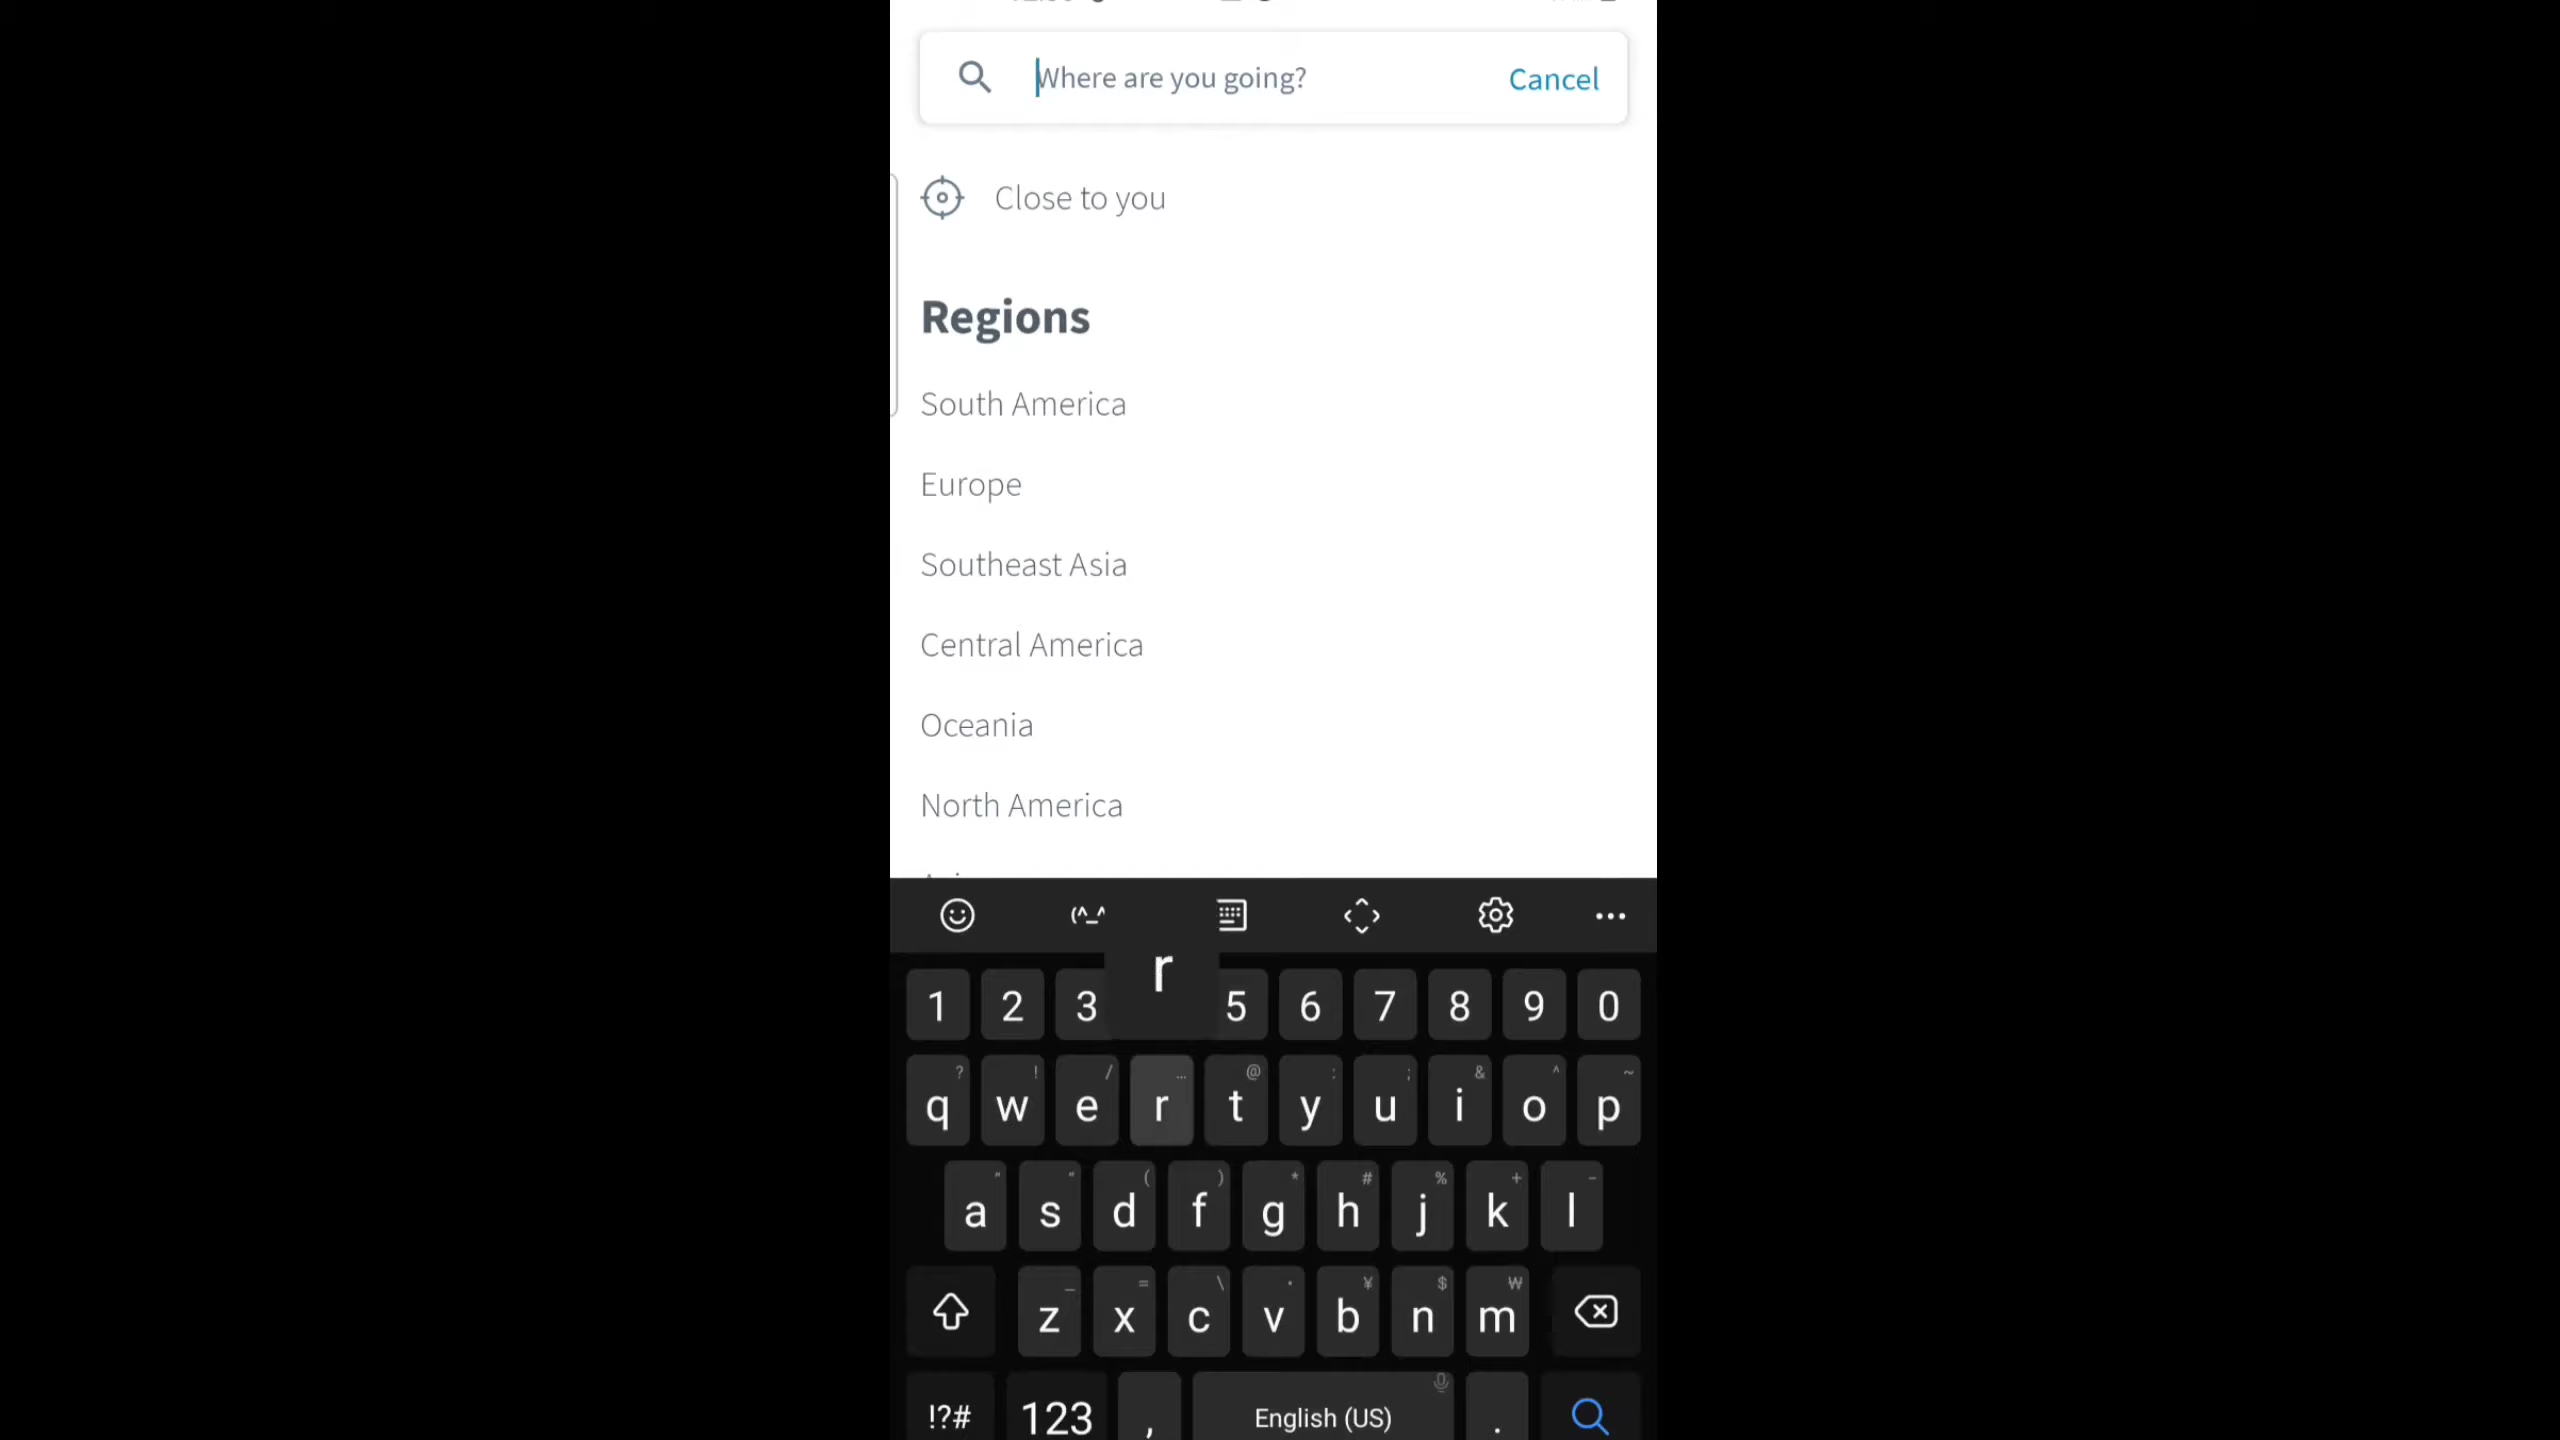 Where are you going?
Cancel
Close to you
Regions
South America
Europe
Southeast Asia
Central America
Oceania
North America
(^_^
r
1 2 3 5 6 7 8 9 0
? ! / ... @ : ; & ^ ~
q w e r t y u i o p
( ) * # % + -
a s d f g h j k l
_ = \ · ¥ $ ₩
z x c v b n m
!?# 123 , English (US) .